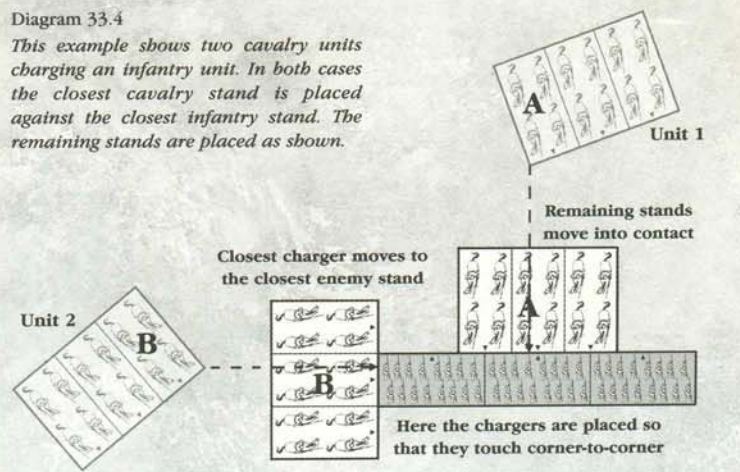 Diagram 33.4
This example shows two cavalry units
charging an infantry unit. In both cases
the closest cavalry stand is placed
against the closest infantry stand. The
remaining stands are placed as shown.
A
Unit 1
Remaining stands
move into contact
Closest charger moves to
the closest enemy stand
A
Unit 2
B
B
Here the chargers are placed so
that they touch corner-to-corner